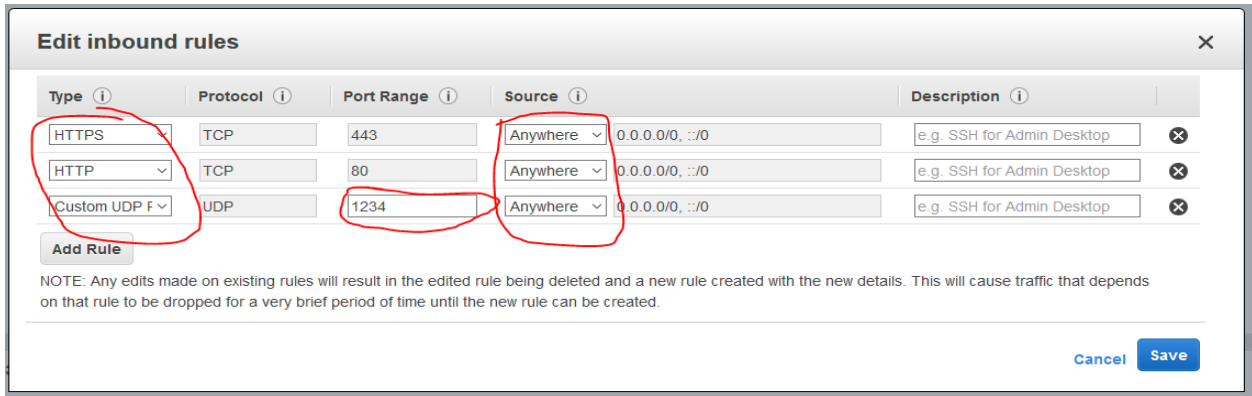 Edit inbound rules
Type Protocol Port Range Source Description
HTTPS TCP 443 Anywhere 0.0.0.0/0, ::/0 e.g. SSH for Admin Desktop
HTTP TCP 80 Anywhere 0.0.0.0/0, ::/0 e.g. SSH for Admin Desktop
Custom UDP F UDP 1234 Anywhere 0.0.0.0/0, ::/0 e.g. SSH for Admin Desktop
Add Rule
NOTE: Any edits made on existing rules will result in the edited rule being deleted and a new rule created with the new details. This will cause traffic that depends
on that rule to be dropped for a very brief period of time until the new rule can be created.
Cancel Save